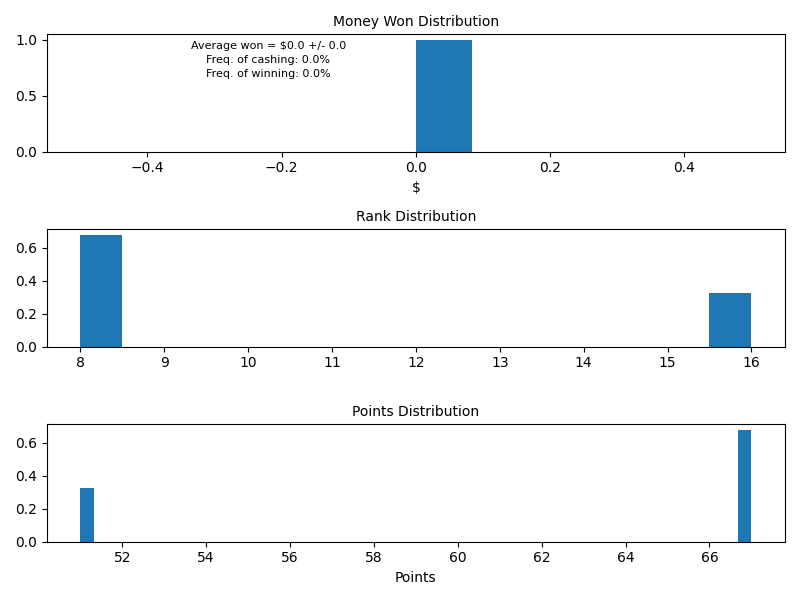 Money Won Distribution
Average won = $0.0 +/- 0.0
Freq. of cashing: 0.0%
Freq. of winning: 0.0%
1.0
0.5
0.0
−0.4 −0.2 0.0 0.2 0.4
$
Rank Distribution
0.6
0.4
0.2
0.0
8 9 10 11 12 13 14 15 16
Points Distribution
0.6
0.4
0.2
0.0
52 54 56 58 60 62 64 66
Points